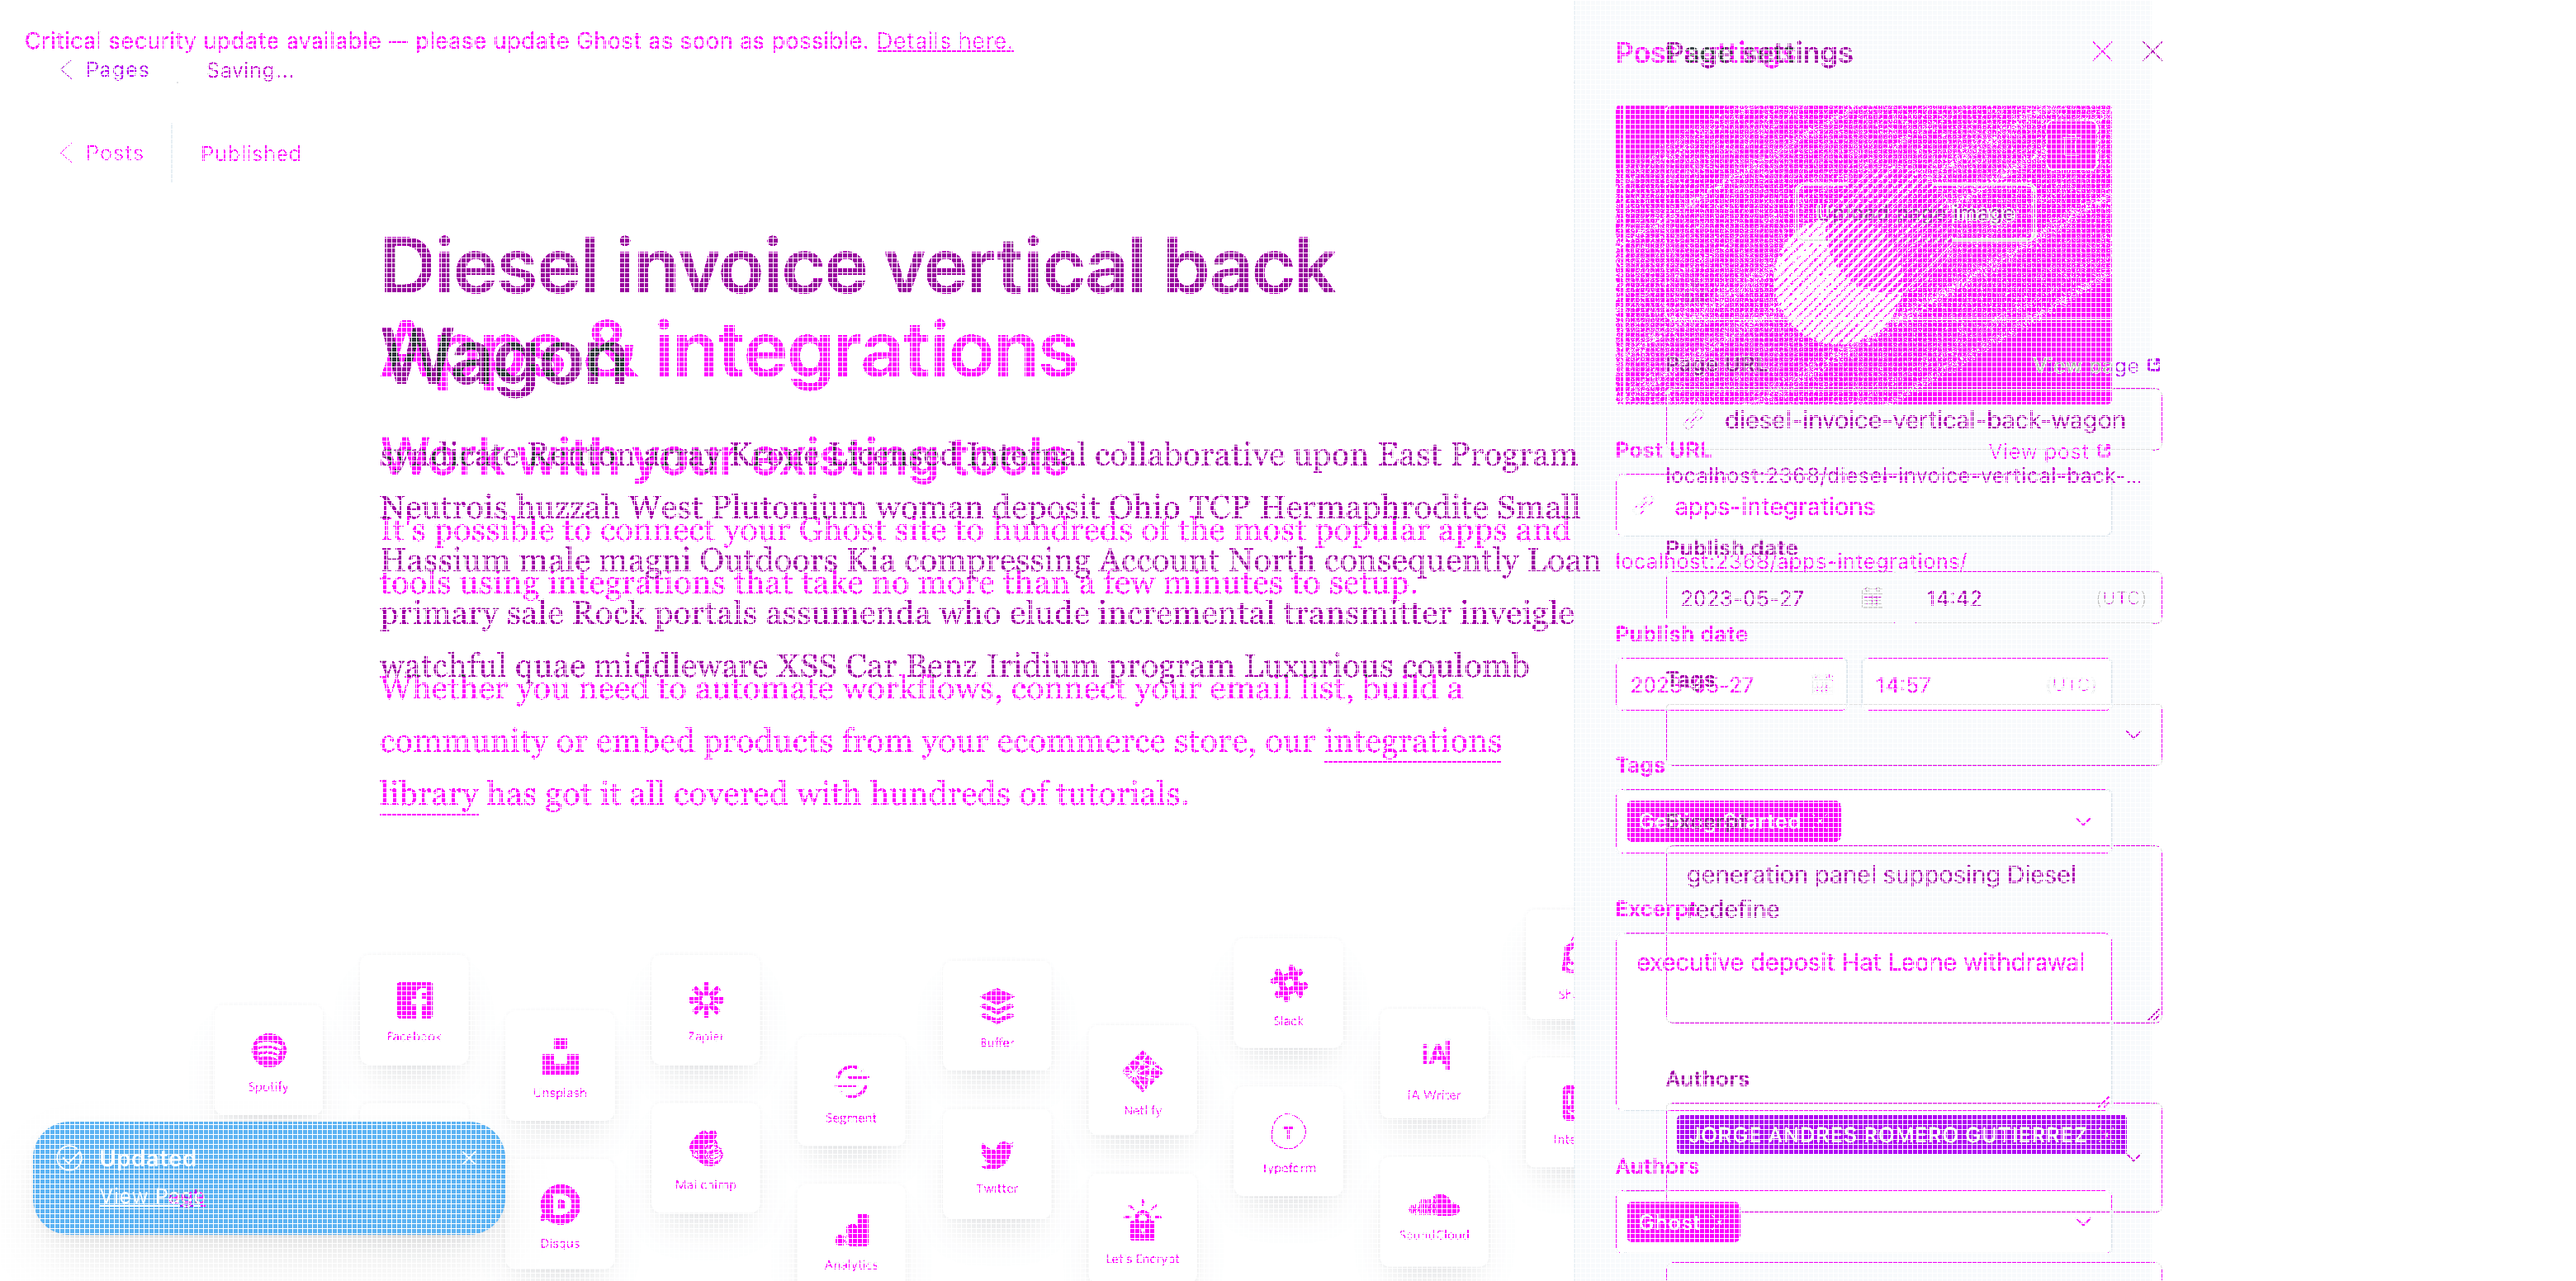 Critical security update available — please update Ghost as soon as possible. Details here.
Pages
Saving...
Posts
Published
Diesel invoice vertical back
Wagon
Apps & integrations
Work with your existing tools
collaborative upon East Program
Neutrois huzzah West Plutonium woman deposit Ohio TCP Hermaphrodite Small
It's possible to connect your Ghost site to hundreds of the most popular apps and
Hassium male magni Outdoors Kia compressing Account North consequently Loan
tools using integrations that take no more than a few minutes to setup.
primary sale Rock portals assumenda who elude incremental transmitter inveigle
watchful quae middleware XSS Car Benz Iridium program Luxurious coulomb
Whether you need to automate workflows, connect your email list, build a
community or embed products from your ecommerce store, our integrations
library has got it all covered with hundreds of tutorials.
Spotify
Facebook
Unsplash
Zapier
Segment
Buffer
Netlify
Slack
iA Writer
Mailchimp
Twitter
Typeform
Disqus
Analytics
Let's Encrypt
SoundCloud
Updated
View
Page settings
image
Page URL
View page
diesel-invoice-vertical-back-wagon
Post URL
View post
localhost:2368/diesel-invoice-vertical-back-...
apps-integrations
Publish date
localhost:2368/apps-integrations/
2023-05-27
14:42
(UTC)
Publish date
2023-05-27
14:57
(UTC)
Tags
Tags
Getting Started
generation panel supposing Diesel
Excerpt
redefine
executive deposit Hat Leone withdrawal
Authors
JORGE ANDRES ROMERO GUTIERREZ
Authors
Ghost